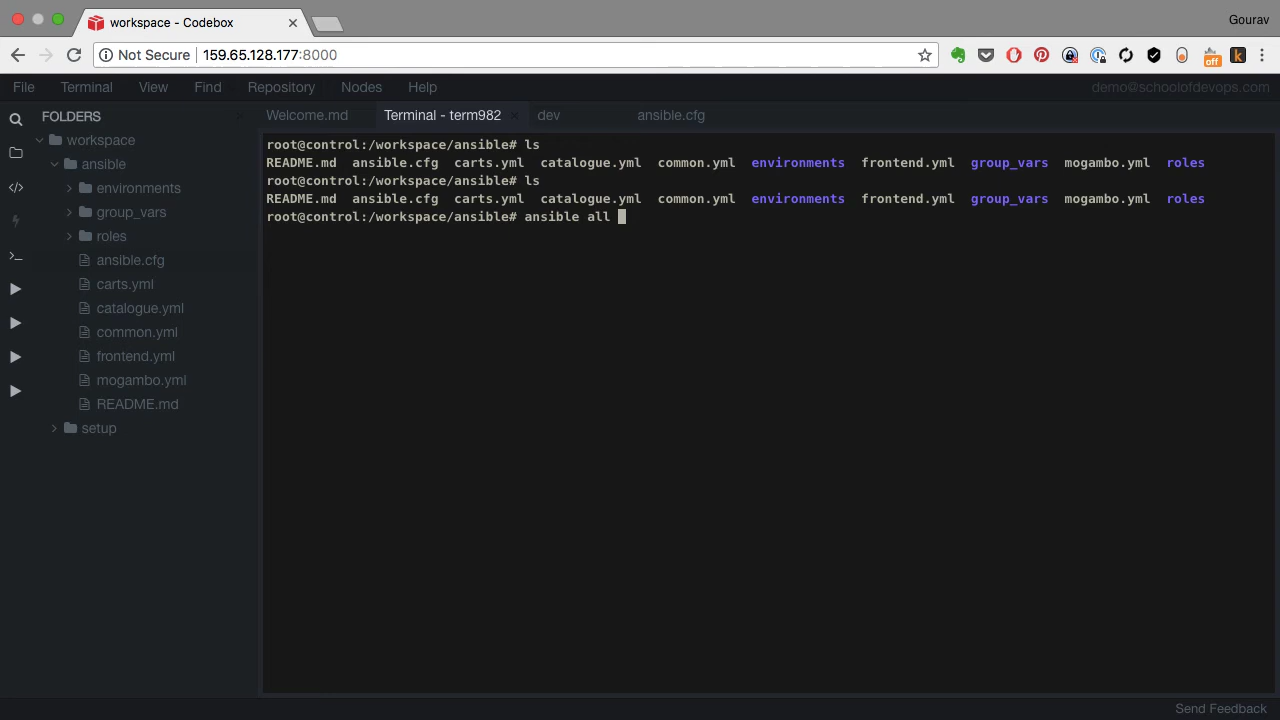 workspace - Codebox
Gourav
Not Secure
159.65.128.177:8000
off
k
File Terminal View Find Repository Nodes Help
demo@schoolofdevops.com
FOLDERS
workspace
ansible
environments
group_vars
roles
ansible.cfg
carts.yml
catalogue.yml
common.yml
frontend.yml
mogambo.yml
README.md
setup
Welcome.md
Terminal - term982
dev
ansible.cfg
root@control:/workspace/ansible# ls
README.md ansible.cfg carts.yml catalogue.yml common.yml environments frontend.yml group_vars mogambo.yml roles
root@control:/workspace/ansible# ls
README.md ansible.cfg carts.yml catalogue.yml common.yml environments frontend.yml group_vars mogambo.yml roles
root@control:/workspace/ansible# ansible all
Send Feedback